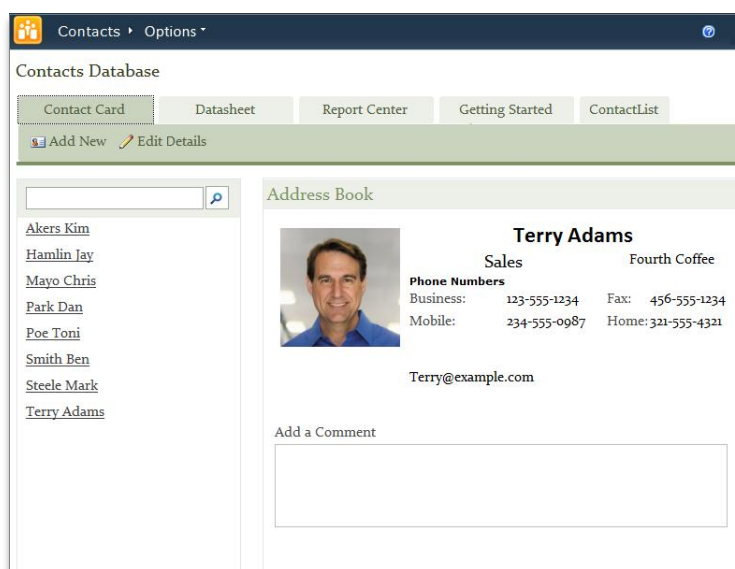 Contacts Options
Contacts Database
Contact Card Datasheet Report Center Getting Started ContactList
Add New Edit Details
Address Book
Akers Kim
Hamlin Jay
Mayo Chris
Park Dan
Poe Toni
Smith Ben
Steele Mark
Terry Adams
Terry Adams
Sales Fourth Coffee
Phone Numbers
Business: 123-555-1234 Fax: 456-555-1234
Mobile: 234-555-0987 Home: 321-555-4321
Terry@example.com
Add a Comment